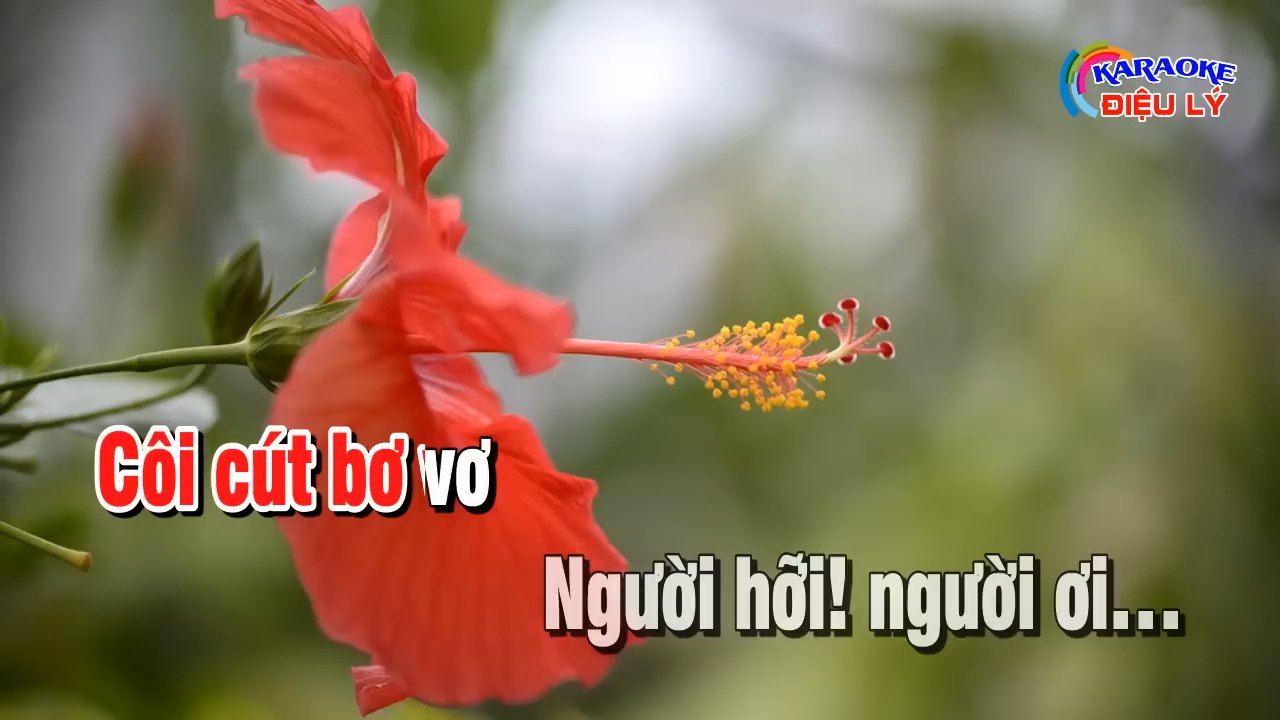 KARAOKE
ĐIỆU LÝ
Côi cút bơ vơ
Người hỡi! người ơi...